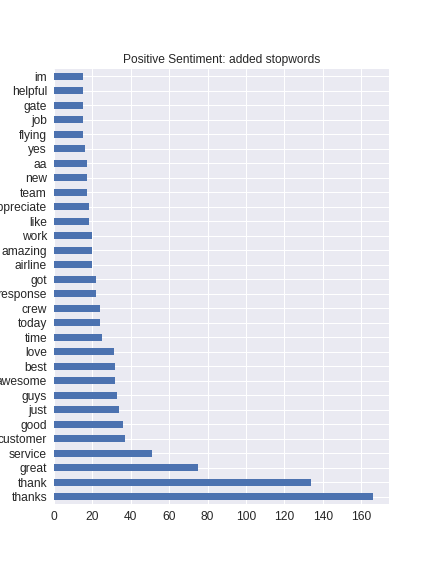 Positive Sentiment: added stopwords
im
helpful
gate
job
flying
yes
aa
new
team
ppreciate
like
work
amazing
airline
got
response
crew
today
time
love
best
awesome
guys
just
good
customer
service
great
thank
thanks
0 20 40 60 80 100 120 140 160